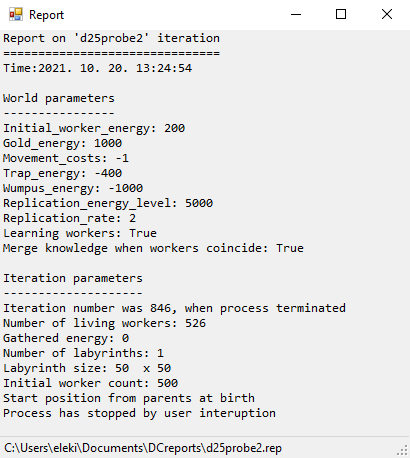 Report
Report on 'd25probe2' iteration
===============================
Time:2021. 10. 20. 13:24:54
World parameters
----------------
Initial_worker_energy: 200
Gold_energy: 1000
Movement_costs: -1
Trap_energy: -400
Wumpus_energy: -1000
Replication_energy_level: 5000
Replication_rate: 2
Learning workers: True
Merge knowledge when workers coincide: True
Iteration parameters
--------------------
Iteration number was 846, when process terminated
Number of living workers: 526
Gathered energy: 0
Number of labyrinths: 1
Labyrinth size: 50  x 50
Initial worker count: 500
Start position from parents at birth
Process has stopped by user interuption
C:\Users\eleki\Documents\DCreports\d25probe2.rep